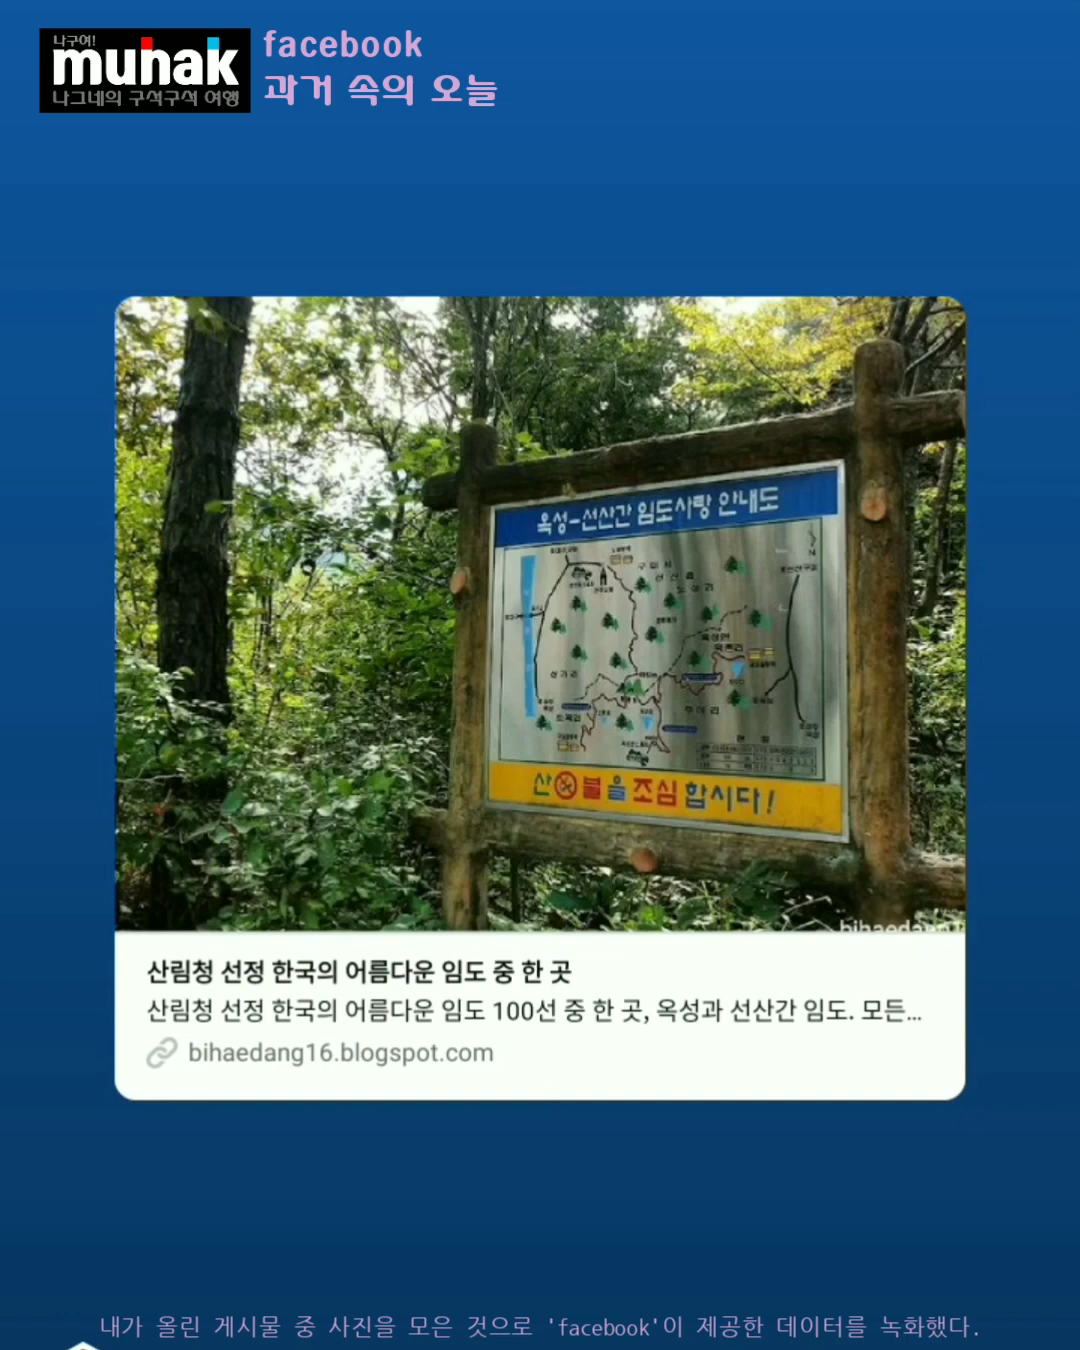 나구여!
munak
나그네의 구석구석 여행
facebook
과거 속의 오늘
옥성-선산간 임도사랑 안내도
산불을 조심합시다!
산림청 선정 한국의 어름다운 임도 중 한 곳
산림청 선정 한국의 어름다운 임도 100선 중 한 곳, 옥성과 선산간 임도. 모든...
bihaedang16.blogspot.com
내가 올린 게시물 중 사진을 모은 것으로 'facebook'이 제공한 데이터를 녹화했다.